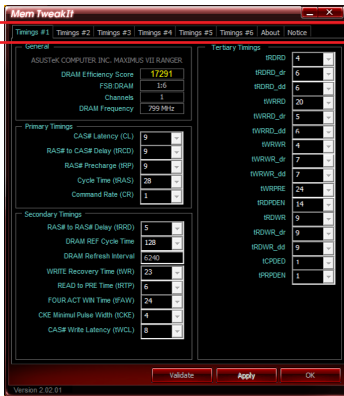 Mem TweakIt
Timings #1 Timings #2 Timings #3 Timings #4 Timings #5 Timings #6 About Notice
General
ASUSTeK COMPUTER INC. MAXIMUS VII RANGER
DRAM Efficiency Score 17291
FSB:DRAM 1:6
Channels 1
DRAM Frequency 799 MHz
Primary Timings
CAS# Latency (CL) 9
RAS# to CAS# Delay (tRCD) 9
RAS# Precharge (tRP) 9
Cycle Time (tRAS) 28
Command Rate (CR) 1
Secondary Timings
RAS# to RAS# Delay (tRRD) 5
DRAM REF Cycle Time 128
DRAM Refresh Interval 6240
WRITE Recovery Time (tWR) 23
READ to PRE Time (tRTP) 6
FOUR ACT WIN Time (tFAW) 24
CKE Minimul Pulse Width (tCKE) 4
CAS# Write Latency (tWCL) 8
Tertiary Timings
tRDRD 4
tRDRD_dr 6
tRDRD_dd 6
tWRRD 20
tWRRD_dr 5
tWRRD_dd 6
tWRWR 4
tWRWR_dr 7
tWRWR_dd 7
tWRPRE 24
tRDPDEN 14
tRDWR 9
tRDWR_dr 9
tRDWR_dd 9
tCPDED 1
tPRPDEN 1
Validate Apply OK
Version 2.02.01